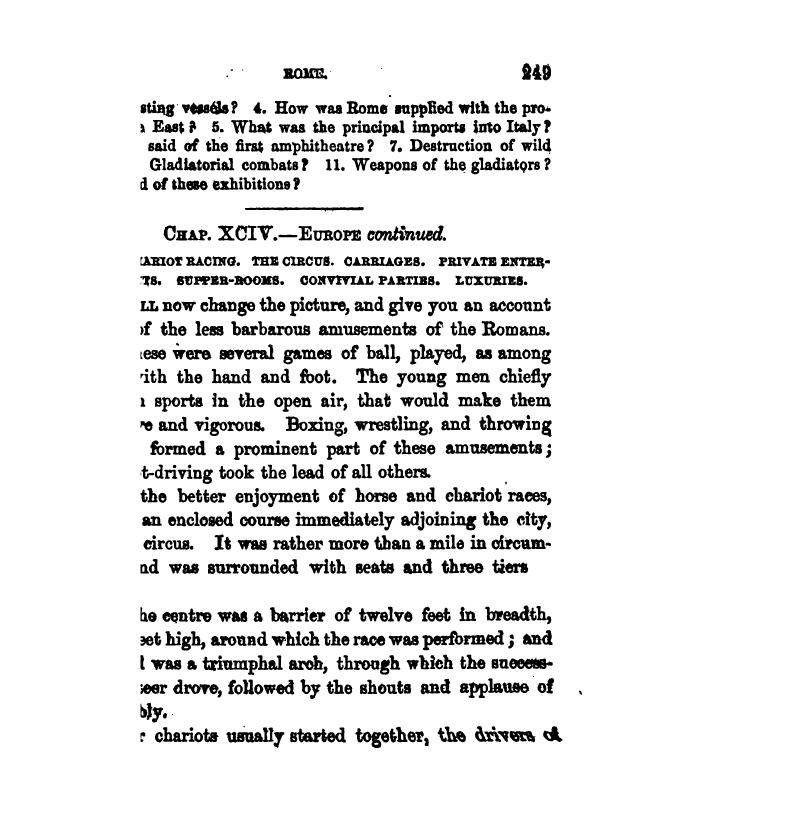 ROME. 249
sting vessels? 4. How was Rome supplied with the pro-
East? 5. What was the principal imports into Italy?
said of the first amphitheatre? 7. Destruction of wild
Gladiatorial combats? 11. Weapons of the gladiators?
d of these exhibitions?
CHAP. XCIV.—EUROPE continued.
ARIOT RACING. THE CIRCUS. CARRIAGES. PRIVATE ENTER-
TS. SUPPER-ROOMS. CONVIVIAL PARTIES. LUXURIES.
LL now change the picture, and give you an account
of the less barbarous amusements of the Romans.
ese were several games of ball, played, as among
ith the hand and foot. The young men chiefly
sports in the open air, that would make them
e and vigorous. Boxing, wrestling, and throwing
formed a prominent part of these amusements;
t-driving took the lead of all others.
the better enjoyment of horse and chariot races,
an enclosed course immediately adjoining the city,
circus. It was rather more than a mile in circum-
nd was surrounded with seats and three tiers
he centre was a barrier of twelve feet in breadth,
eet high, around which the race was performed; and
l was a triumphal arch, through which the success-
eer drove, followed by the shouts and applause of
bly.
r chariots usually started together, the drivers of